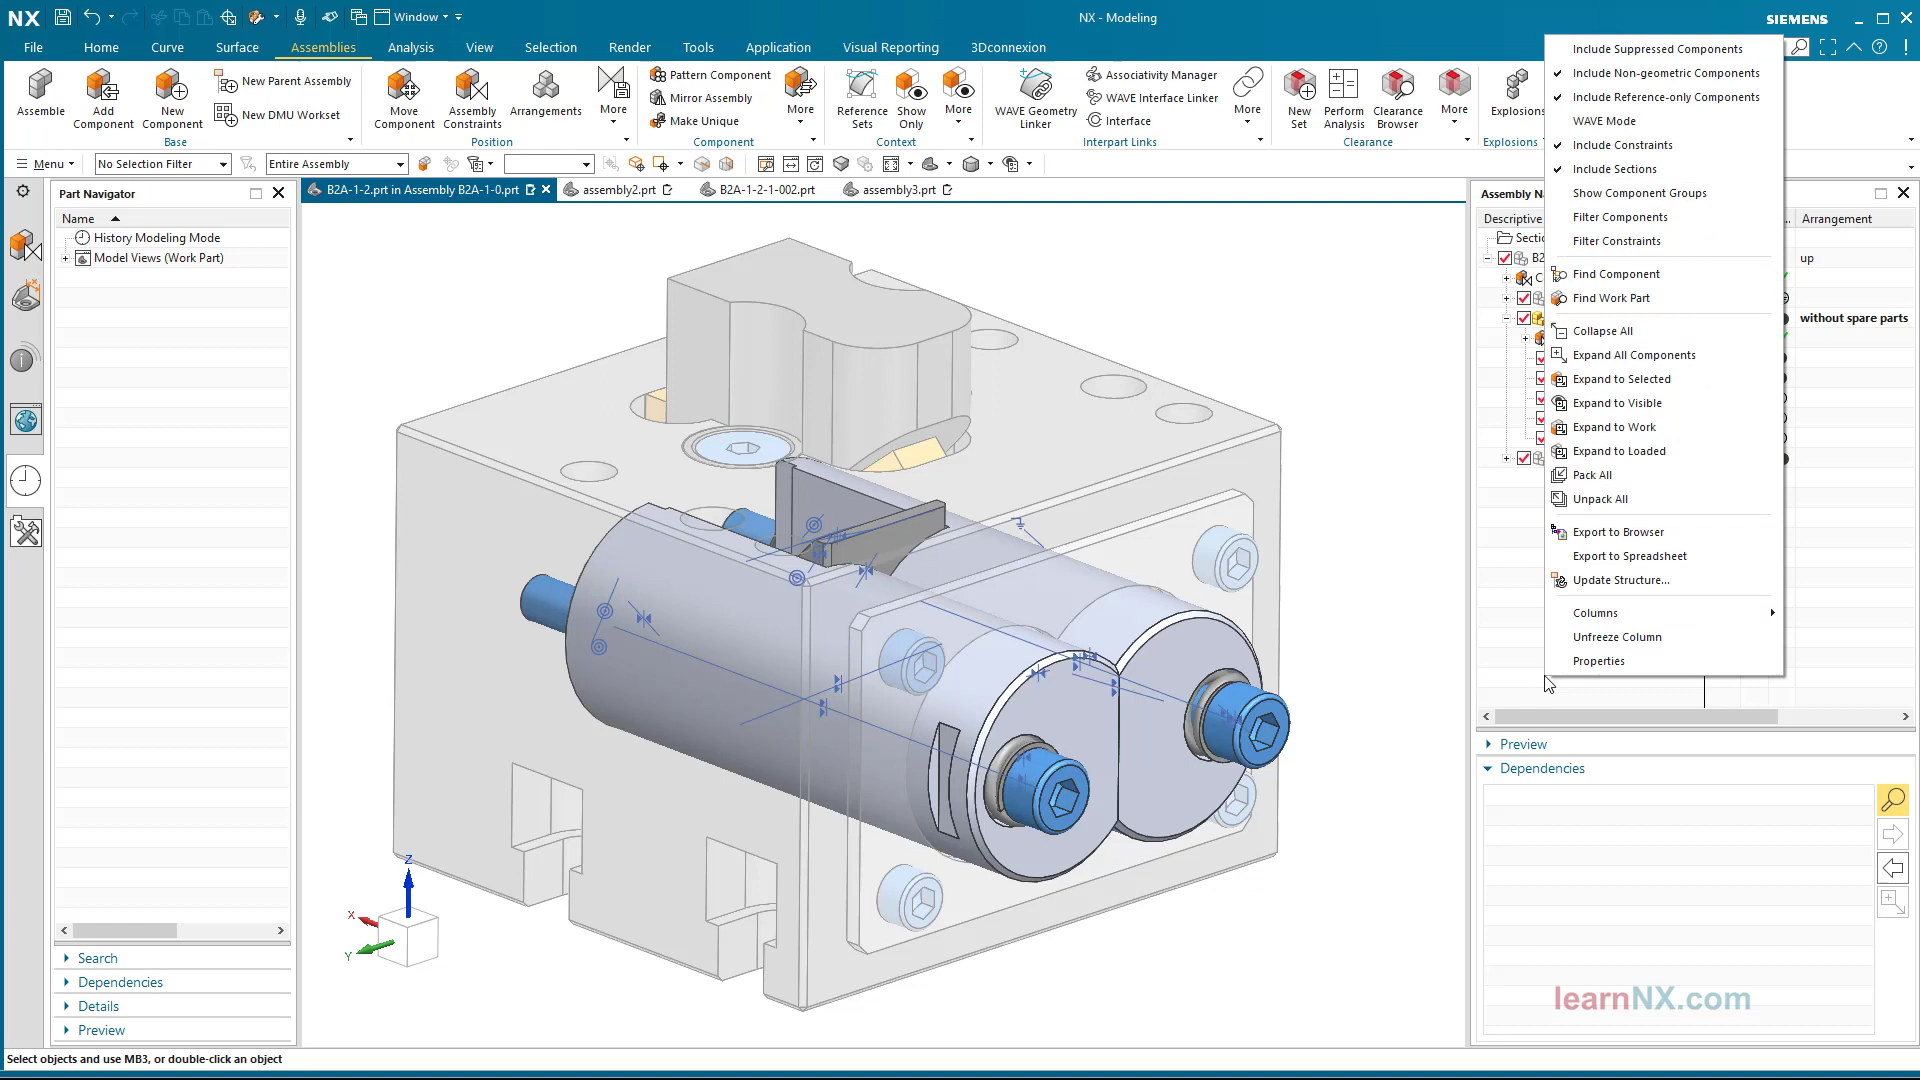 NX
Window
NX - Modeling
SIEMENS
File
Home
Curve
Surface
Assemblies
Analysis
View
Selection
Render
Tools
Application
Visual Reporting
3Dconnexion
Assembly
Add Component
New Component
New Parent Assembly
New DMU Workset
Base
Move Component
Assembly Constraints
Arrangements
More
Position
Pattern Component
Mirror Assembly
Make Unique
More
Component
Reference Sets
Show Only
More
Context
WAVE Geometry Linker
Associativity Manager
WAVE Interface Linker
Interface
More
Interpart Links
New Set
Perform Analysis
Clearance Browser
More
Clearance
Explosions
Explosions
Menu
No Selection Filter
Entire Assembly
Part Navigator
Name
History Modeling Mode
Model Views (Work Part)
Search
Dependencies
Details
Preview
B2A-1-2.prt in Assembly B2A-1-0.prt
assembly2.prt
B2A-1-2-1-002.prt
assembly3.prt
Z
X
Y
Assembly Na
Descriptive
Arrangement
Sectio
B2
up
C
without spare parts
Include Suppressed Components
Include Non-geometric Components
Include Reference-only Components
WAVE Mode
Include Constraints
Include Sections
Show Component Groups
Filter Components
Filter Constraints
Find Component
Find Work Part
Collapse All
Expand All Components
Expand to Selected
Expand to Visible
Expand to Work
Expand to Loaded
Pack All
Unpack All
Export to Browser
Export to Spreadsheet
Update Structure...
Columns
Unfreeze Column
Properties
Preview
Dependencies
learnNX.com
Select objects and use MB3, or double-click an object